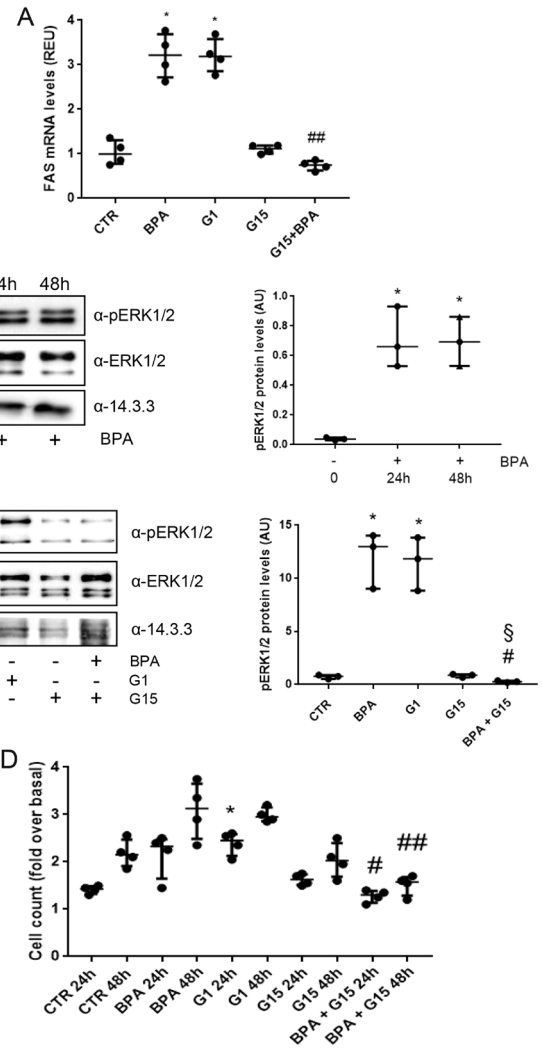 A
FAS mRNA levels (REU)
4
3
2
1
0
*
*
##
CTR
BPA
G1
G15
G15+BPA
4h 48h
α-pERK1/2
α-ERK1/2
α-14.3.3
+ + BPA
pERK1/2 protein levels (AU)
1.0
0.8
0.6
0.4
0.2
0.0
*
*
- + + BPA
0 24h 48h
α-pERK1/2
α-ERK1/2
α-14.3.3
- - + BPA
+ - - G1
- + + G15
pERK1/2 protein levels (AU)
15
10
5
0
*
*
§
#
CTR
BPA
G1
G15
BPA + G15
D
Cell count (fold over basal)
4
3
2
1
0
*
#
##
CTR 24h
CTR 48h
BPA 24h
BPA 48h
G1 24h
G1 48h
G15 24h
G15 48h
BPA + G15 24h
BPA + G15 48h